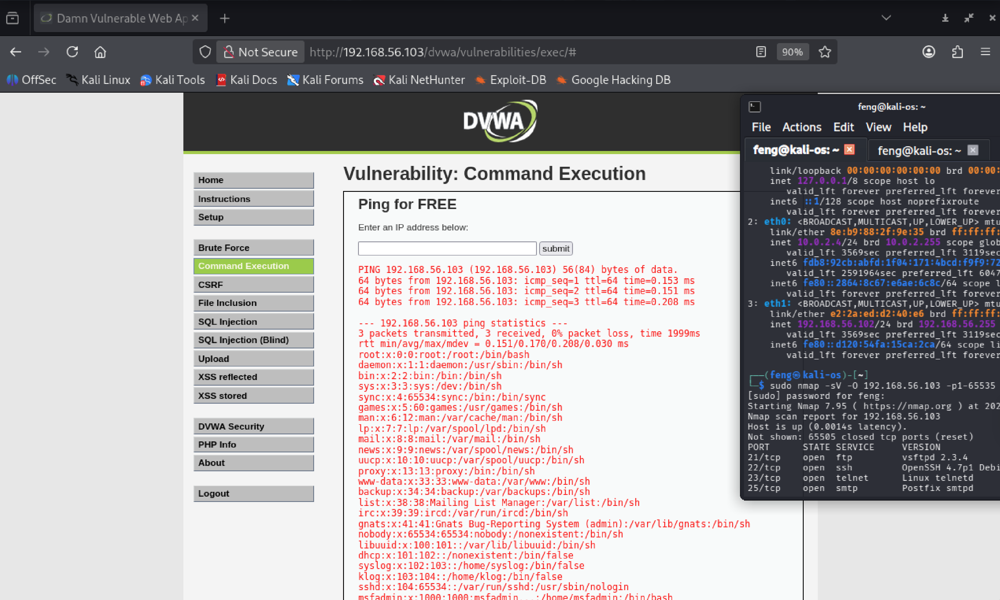 Damn Vulnerable Web Ap
Not Secure
http://192.168.56.103/dvwa/vulnerabilities/exec/#
90%
OffSec
Kali Linux
Kali Tools
Kali Docs
Kali Forums
Kali NetHunter
Exploit-DB
Google Hacking DB
DVWA
Home
Instructions
Setup
Brute Force
Command Execution
CSRF
File Inclusion
SQL Injection
SQL Injection (Blind)
Upload
XSS reflected
XSS stored
DVWA Security
PHP Info
About
Logout
Vulnerability: Command Execution
Ping for FREE
Enter an IP address below:
submit
PING 192.168.56.103 (192.168.56.103) 56(84) bytes of data.
64 bytes from 192.168.56.103: icmp_seq=1 ttl=64 time=0.153 ms
64 bytes from 192.168.56.103: icmp_seq=2 ttl=64 time=0.151 ms
64 bytes from 192.168.56.103: icmp_seq=3 ttl=64 time=0.208 ms
--- 192.168.56.103 ping statistics ---
3 packets transmitted, 3 received, 0% packet loss, time 1999ms
rtt min/avg/max/mdev = 0.151/0.170/0.208/0.030 ms
root:x:0:0:root:/root:/bin/bash
daemon:x:1:1:daemon:/usr/sbin:/bin/sh
bin:x:2:2:bin:/bin:/bin/sh
sys:x:3:3:sys:/dev:/bin/sh
sync:x:4:65534:sync:/bin:/bin/sync
games:x:5:60:games:/usr/games:/bin/sh
man:x:6:12:man:/var/cache/man:/bin/sh
lp:x:7:7:lp:/var/spool/lpd:/bin/sh
mail:x:8:8:mail:/var/mail:/bin/sh
news:x:9:9:news:/var/spool/news:/bin/sh
uucp:x:10:10:uucp:/var/spool/uucp:/bin/sh
proxy:x:13:13:proxy:/bin:/bin/sh
www-data:x:33:33:www-data:/var/www:/bin/sh
backup:x:34:34:backup:/var/backups:/bin/sh
list:x:38:38:Mailing List Manager:/var/list:/bin/sh
irc:x:39:39:ircd:/var/run/ircd:/bin/sh
gnats:x:41:41:Gnats Bug-Reporting System (admin):/var/lib/gnats:/bin/sh
nobody:x:65534:65534:nobody:/nonexistent:/bin/sh
libuuid:x:100:101::/var/lib/libuuid:/bin/sh
dhcp:x:101:102::/nonexistent:/bin/false
syslog:x:102:103::/home/syslog:/bin/false
klog:x:103:104::/home/klog:/bin/false
sshd:x:104:65534::/var/run/sshd:/usr/sbin/nologin
msfadmin:x:1000:1000:msfadmin,,,:/home/msfadmin:/bin/bash
feng@kali-os: ~
File Actions Edit View Help
feng@kali-os: ~
feng@kali-os: ~
link/loopback 00:00:00:00:00:00 brd 00:00:
inet 127.0.0.1/8 scope host lo
valid_lft forever preferred_lft forever
inet6 ::1/128 scope host noprefixroute
valid_lft forever preferred_lft forever
2: eth0: <BROADCAST,MULTICAST,UP,LOWER_UP> mtu
link/ether 8e:b9:88:2f:9e:35 brd ff:ff:ff:
inet 10.0.2.4/24 brd 10.0.2.255 scope glob
valid_lft 3569sec preferred_lft 3119sec
inet6 fdb8:92cb:abfd:1f04:171:4bcd:f9f9:72
valid_lft 2591964sec preferred_lft 6047
inet6 fe80::2864:8c67:e6ae:6c8c/64 scope l
valid_lft forever preferred_lft forever
3: eth1: <BROADCAST,MULTICAST,UP,LOWER_UP> mtu
link/ether e2:2a:ed:d2:40:e6 brd ff:ff:ff:
inet 192.168.56.102/24 brd 192.168.56.255
valid_lft 3569sec preferred_lft 3119sec
inet6 fe80::d120:54fa:15ca:2ca/64 scope li
valid_lft forever preferred_lft forever
┌──(feng㉿kali-os)-[~]
└─$ sudo nmap -sV -O 192.168.56.103 -p1-65535
[sudo] password for feng:
Starting Nmap 7.95 ( https://nmap.org ) at 202
Nmap scan report for 192.168.56.103
Host is up (0.0014s latency).
Not shown: 65505 closed tcp ports (reset)
PORT STATE SERVICE VERSION
21/tcp open ftp vsftpd 2.3.4
22/tcp open ssh OpenSSH 4.7p1 Debi
23/tcp open telnet Linux telnetd
25/tcp open smtp Postfix smtpd